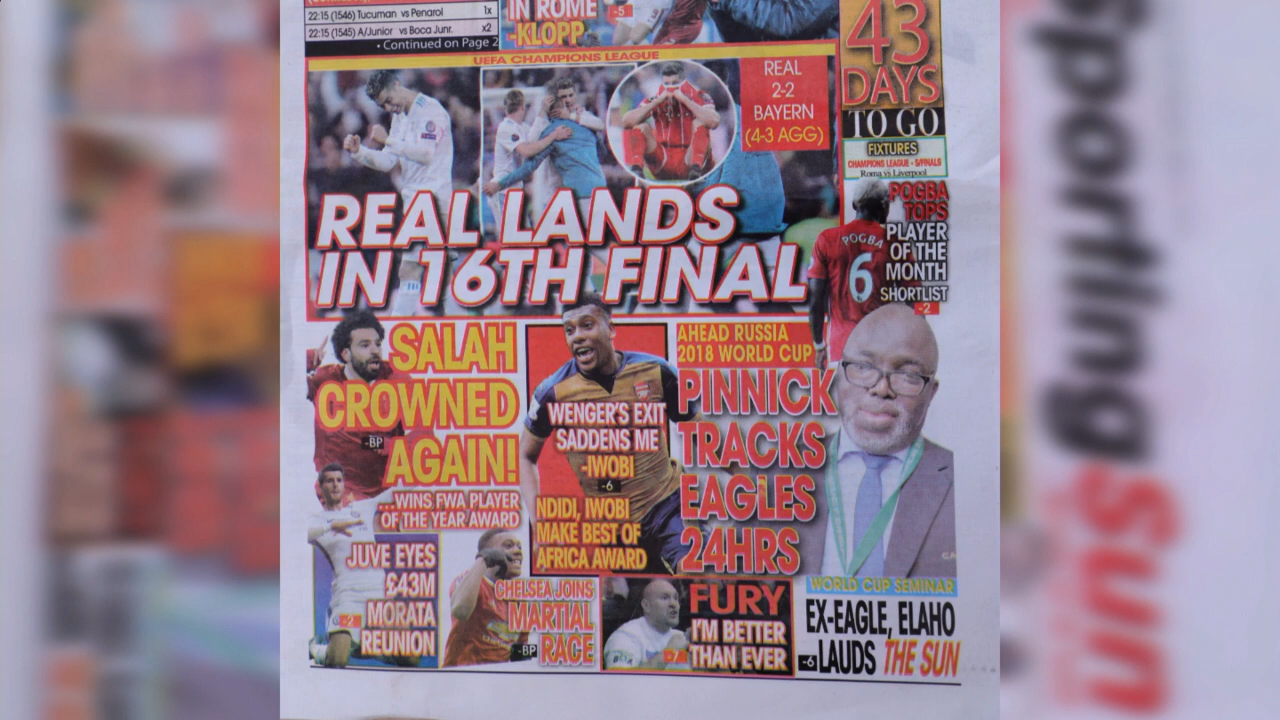 22:15 (1546) Tucuman vs Penarol 1x
22:15 (1545) A/Junior vs Boca Junr. x2
• Continued on Page 2
IN ROME
-KLOPP
-5
UEFA CHAMPIONS LEAGUE
REAL
2-2
BAYERN
(4-3 AGG)
43
DAYS
TO GO
FIXTURES
CHAMPIONS LEAGUE - S/FINALS
Roma vs Liverpool
REAL LANDS
IN 16TH FINAL
POGBA
TOPS
PLAYER
OF THE
MONTH
SHORTLIST
-2
POGBA
6
SALAH
CROWNED
AGAIN!
-BP
...WINS FWA PLAYER
OF THE YEAR AWARD
WENGER'S EXIT
SADDENS ME
-IWOBI
-6
NDIDI, IWOBI
MAKE BEST OF
AFRICA AWARD
AHEAD RUSSIA
2018 WORLD CUP
PINNICK
TRACKS
EAGLES
24HRS
JUVE EYES
£43M
MORATA
REUNION
-2
CHELSEA JOINS
MARTIAL
RACE
-BP
FURY
I'M BETTER
THAN EVER
-7
WORLD CUP SEMINAR
EX-EAGLE, ELAHO
LAUDS THE SUN
-6
sporting
sun